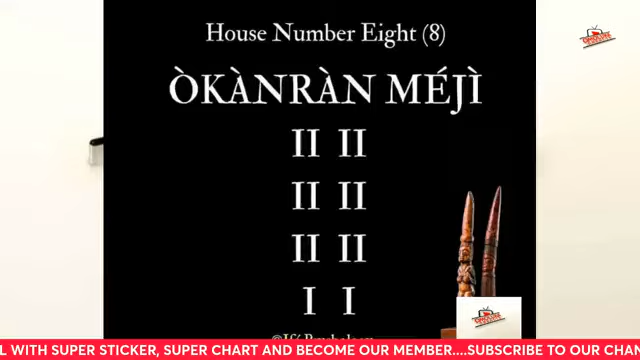 House Number Eight (8)
ÒKÀNRÀN MÉJÌ
II II
II II
II II
I I
L WITH SUPER STICKER, SUPER CHART AND BECOME OUR MEMBER....SUBSCRIBE TO OUR CHAN